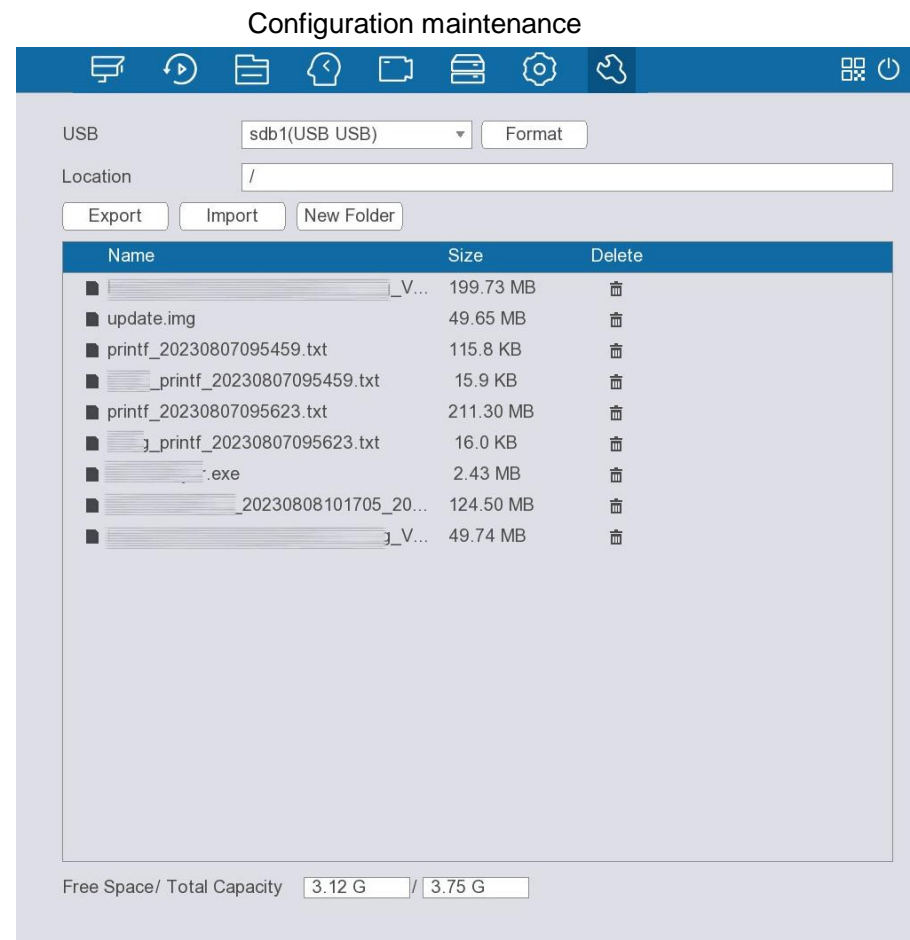 Configuration maintenance
USB sdb1(USB USB) Format
Location /
Export Import New Folder
Name Size Delete
_V... 199.73 MB
update.img 49.65 MB
printf_20230807095459.txt 115.8 KB
_printf_20230807095459.txt 15.9 KB
printf_20230807095623.txt 211.30 MB
g_printf_20230807095623.txt 16.0 KB
.exe 2.43 MB
_20230808101705_20... 124.50 MB
g_V... 49.74 MB
Free Space/ Total Capacity 3.12 G / 3.75 G